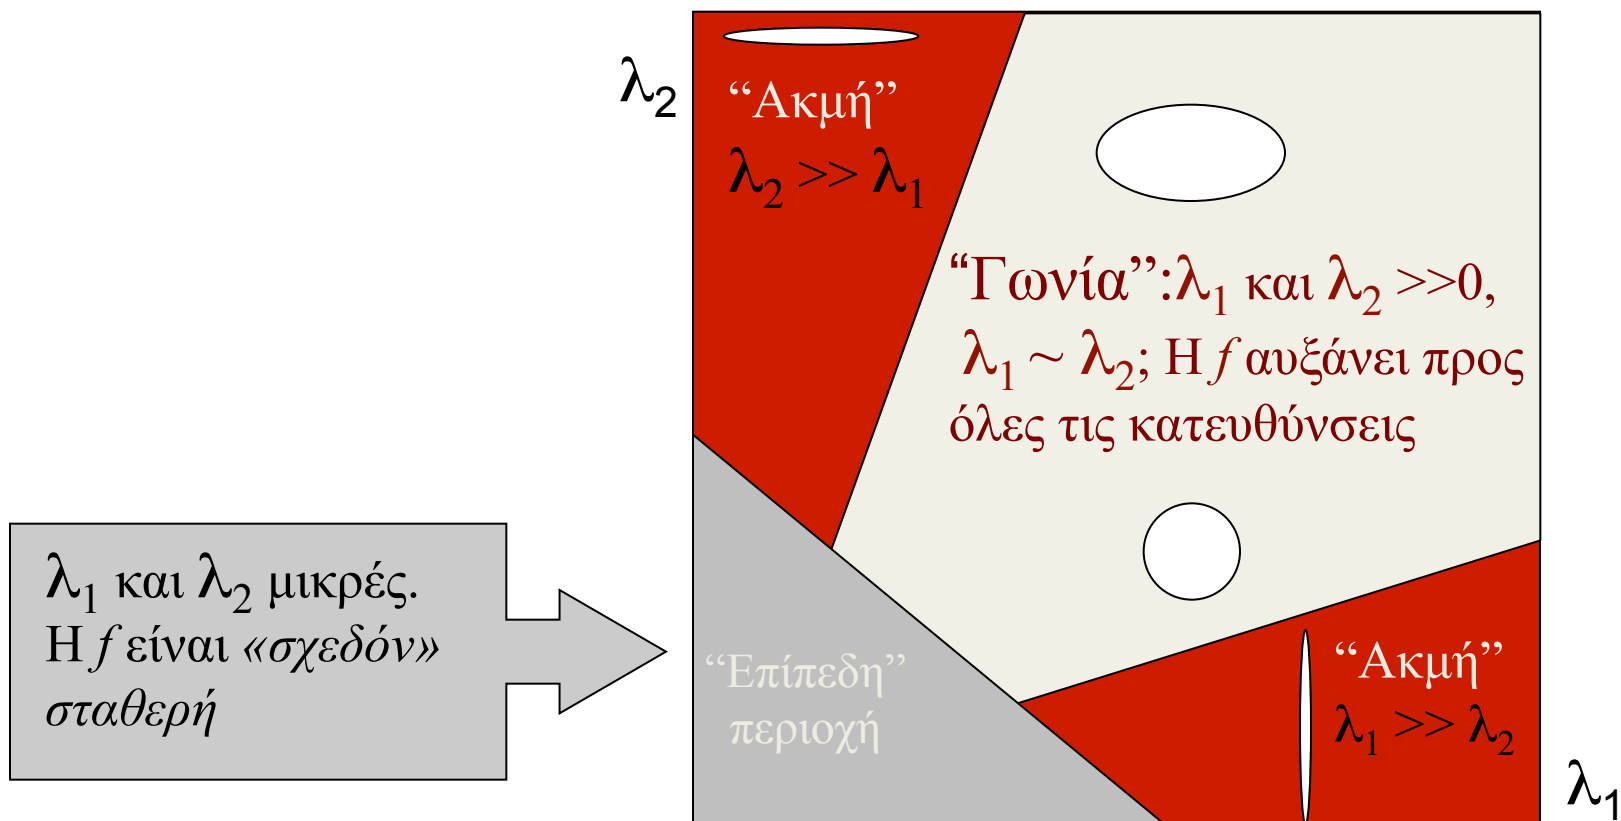 λ2
“Ακμή”
λ2 >> λ1
“Γωνία”:λ1 και λ2 >>0,
λ1 ~ λ2; Η f αυξάνει προς
όλες τις κατευθύνσεις
λ1 και λ2 μικρές.
Η f είναι «σχεδόν»
σταθερή
“Επίπεδη”
περιοχή
“Ακμή”
λ1 >> λ2
λ1